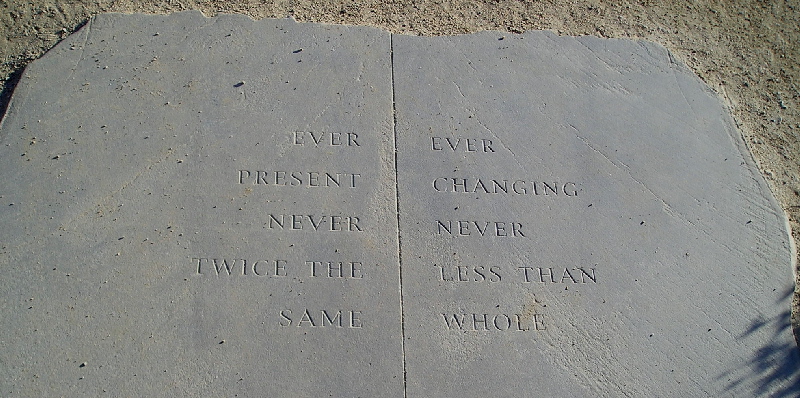 EVER
PRESENT
NEVER
TWICE THE
SAME
EVER
CHANGING
NEVER
LESS THAN
WHOLE